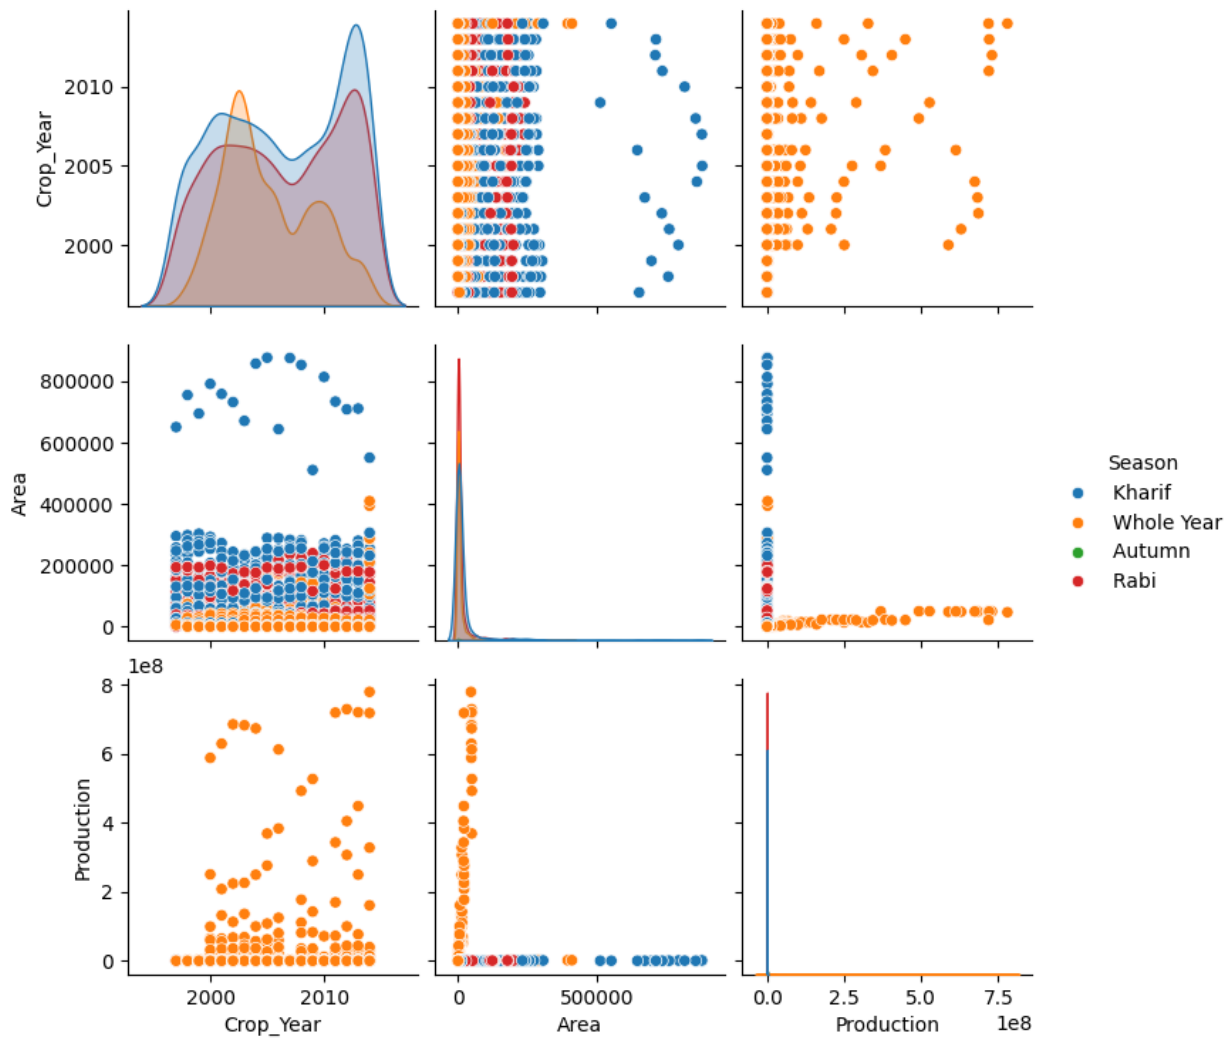 2010
2005
2000
Crop_Year
800000
600000
400000
200000
0
Area
Season
Kharif
Whole Year
Autumn
Rabi
1e8
8
6
4
2
0
Production
2000
2010
Crop_Year
0
500000
Area
0.0
2.5
5.0
7.5
1e8
Production